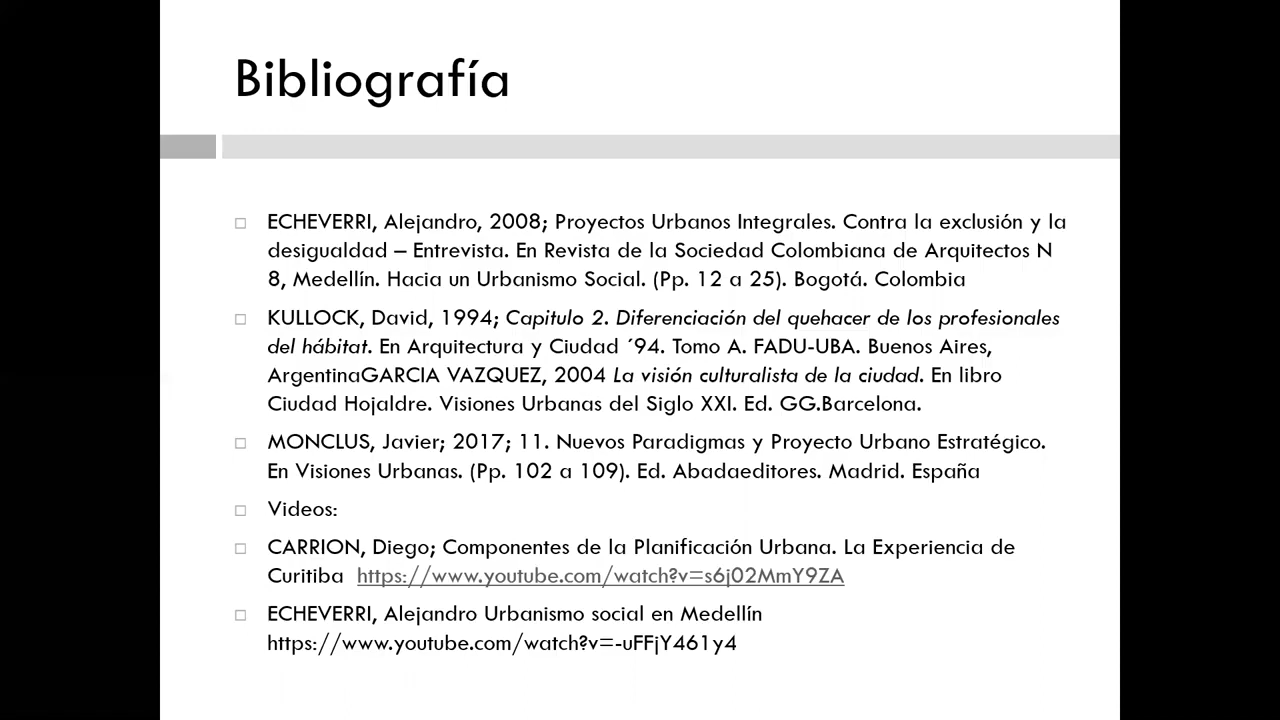 Bibliografía
ECHEVERRI, Alejandro, 2008; Proyectos Urbanos Integrales. Contra la exclusión y la
desigualdad – Entrevista. En Revista de la Sociedad Colombiana de Arquitectos N
8, Medellín. Hacia un Urbanismo Social. (Pp. 12 a 25). Bogotá. Colombia
KULLOCK, David, 1994; Capitulo 2. Diferenciación del quehacer de los profesionales
del hábitat. En Arquitectura y Ciudad ´94. Tomo A. FADU-UBA. Buenos Aires,
ArgentinaGARCIA VAZQUEZ, 2004 La visión culturalista de la ciudad. En libro
Ciudad Hojaldre. Visiones Urbanas del Siglo XXI. Ed. GG.Barcelona.
MONCLUS, Javier; 2017; 11. Nuevos Paradigmas y Proyecto Urbano Estratégico.
En Visiones Urbanas. (Pp. 102 a 109). Ed. Abadaeditores. Madrid. España
Videos:
CARRION, Diego; Componentes de la Planificación Urbana. La Experiencia de
Curitiba https://www.youtube.com/watch?v=s6j02MmY9ZA
ECHEVERRI, Alejandro Urbanismo social en Medellín
https://www.youtube.com/watch?v=-uFFjY461y4